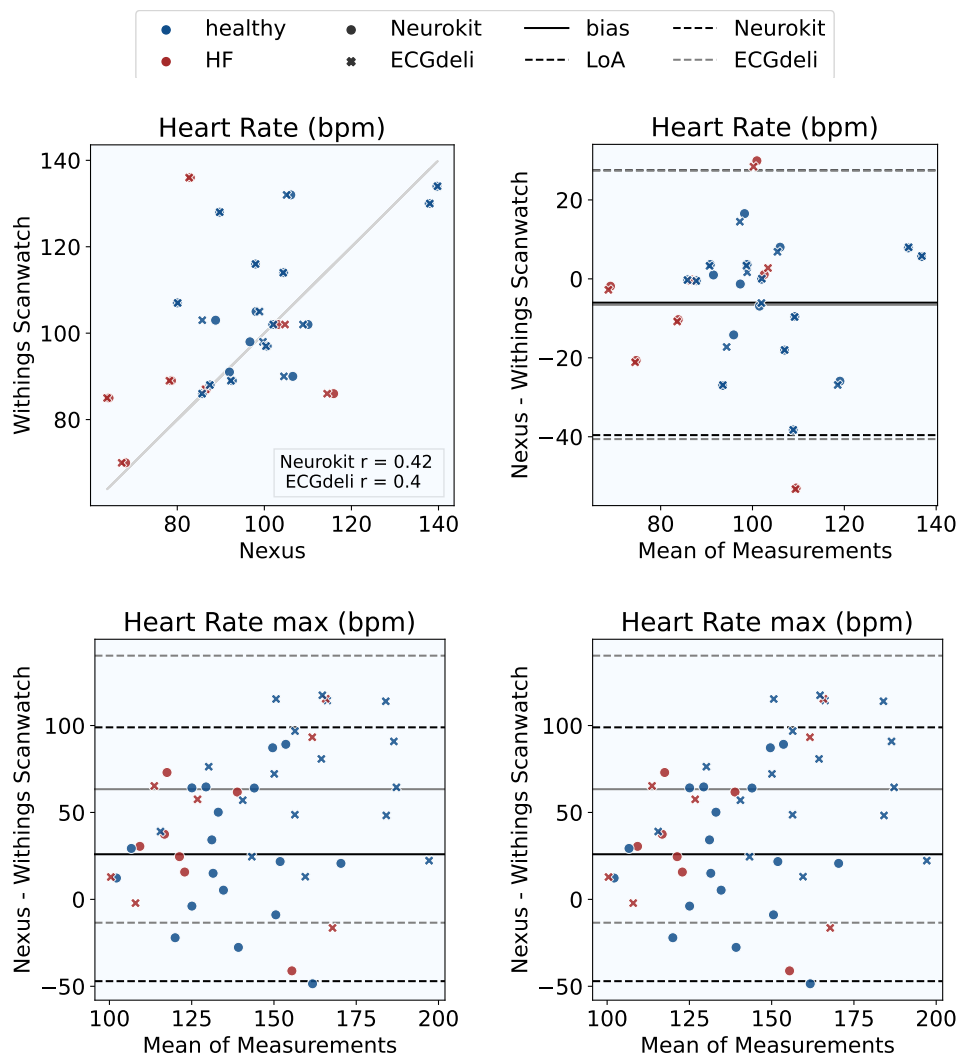 healthy Neurokit bias Neurokit
HF ECGdeli LoA ECGdeli
Heart Rate (bpm)
140
120
100
80
Withings Scanwatch
Neurokit r = 0.42
ECGdeli r = 0.4
80 100 120 140
Nexus
Heart Rate (bpm)
20
0
−20
−40
Nexus - Withings Scanwatch
80 100 120 140
Mean of Measurements
Heart Rate max (bpm)
100
50
0
−50
Nexus - Withings Scanwatch
100 125 150 175 200
Mean of Measurements
Heart Rate max (bpm)
100
50
0
−50
Nexus - Withings Scanwatch
100 125 150 175 200
Mean of Measurements